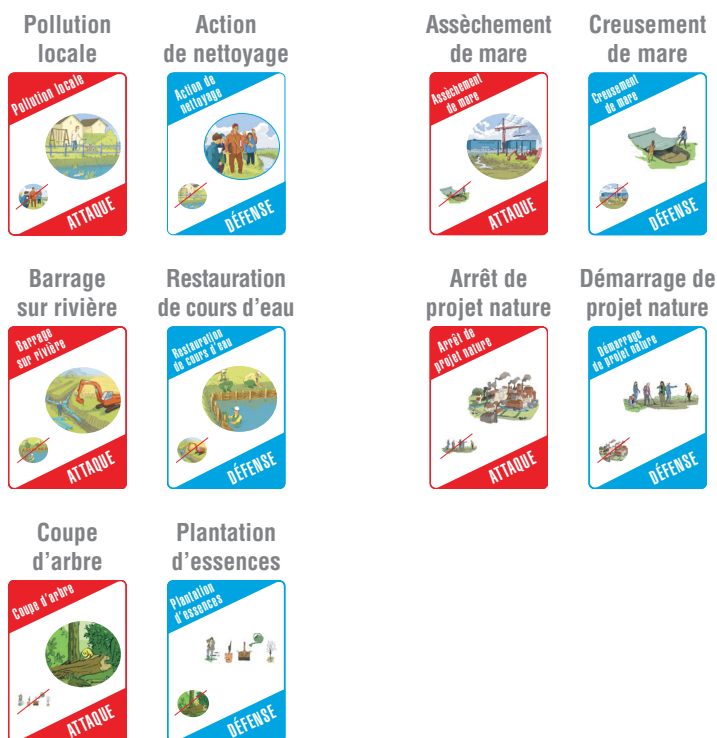 Pollution
locale
Action
de nettoyage
Assèchement
de mare
Creusement
de mare
Pollution locale
ATTAQUE
Action de
nettoyage
DÉFENSE
Assèchement
de mare
ATTAQUE
Creusement
de mare
DÉFENSE
Barrage
sur rivière
Restauration
de cours d'eau
Arrêt de
projet nature
Démarrage de
projet nature
Barrage
sur rivière
ATTAQUE
Restauration
de cours d'eau
DÉFENSE
Arrêt de
projet nature
ATTAQUE
Démarrage
de projet nature
DÉFENSE
Coupe
d'arbre
Plantation
d'essences
Coupe d'arbre
ATTAQUE
Plantation
d'essences
DÉFENSE